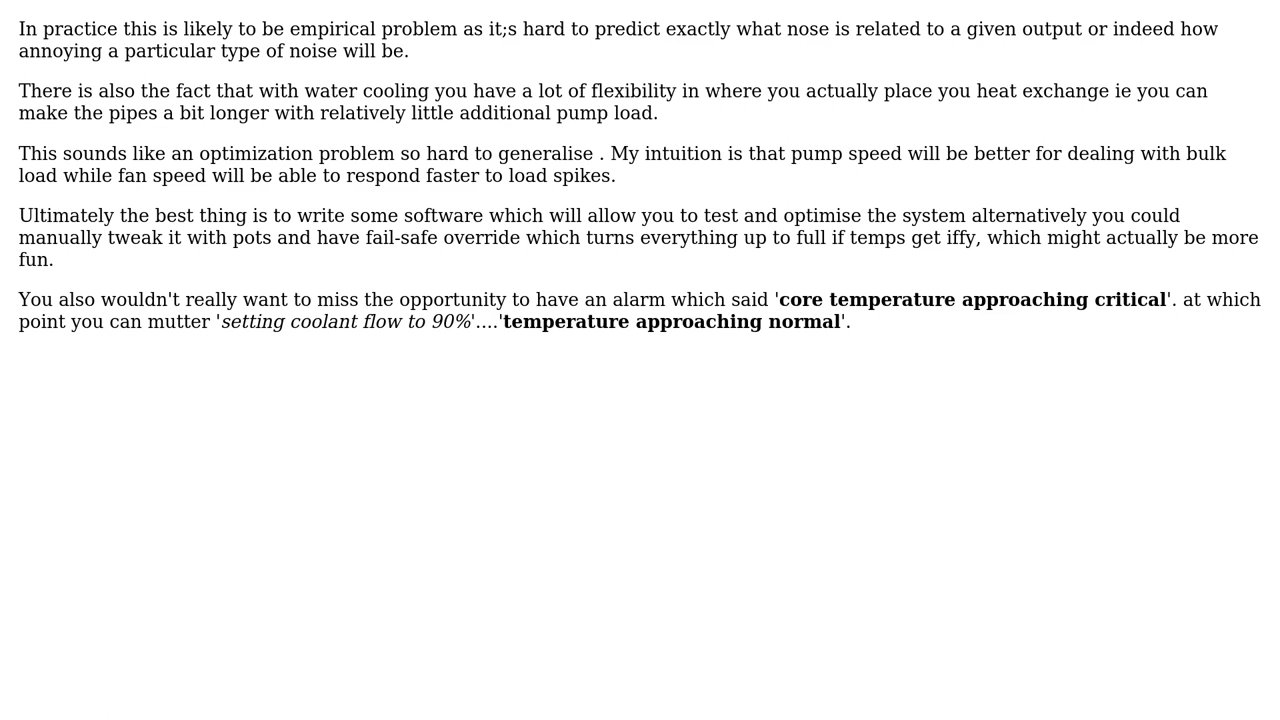 In practice this is likely to be empirical problem as it;s hard to predict exactly what nose is related to a given output or indeed how
annoying a particular type of noise will be.
There is also the fact that with water cooling you have a lot of flexibility in where you actually place you heat exchange ie you can
make the pipes a bit longer with relatively little additional pump load.
This sounds like an optimization problem so hard to generalise . My intuition is that pump speed will be better for dealing with bulk
load while fan speed will be able to respond faster to load spikes.
Ultimately the best thing is to write some software which will allow you to test and optimise the system alternatively you could
manually tweak it with pots and have fail-safe override which turns everything up to full if temps get iffy, which might actually be more
fun.
You also wouldn't really want to miss the opportunity to have an alarm which said 'core temperature approaching critical'. at which
point you can mutter 'setting coolant flow to 90%'....'temperature approaching normal'.